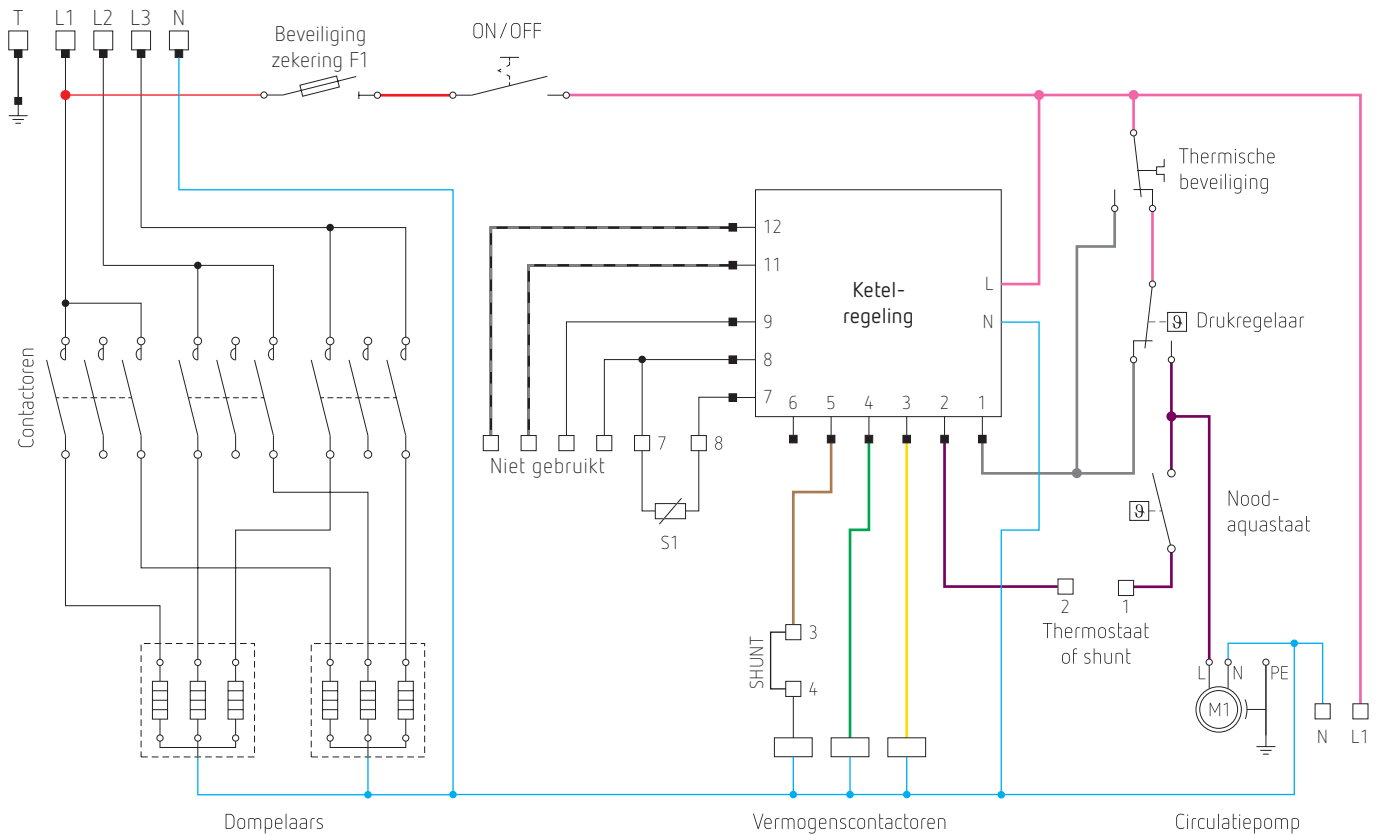 T L1 L2 L3 N
Beveiliging
zekering F1
ON/OFF
Thermische
beveiliging
12
11
9
8
7
Ketel-
regeling
L
N
6 5 4 3 2 1
ϑ Drukregelaar
Contactoren
7 8
Niet gebruikt
S1
ϑ
Nood-
aquastaat
2 1
Thermostaat
of shunt
3
SHUNT
4
L N PE
M1
N L1
Dompelaars
Vermogenscontactoren
Circulatiepomp